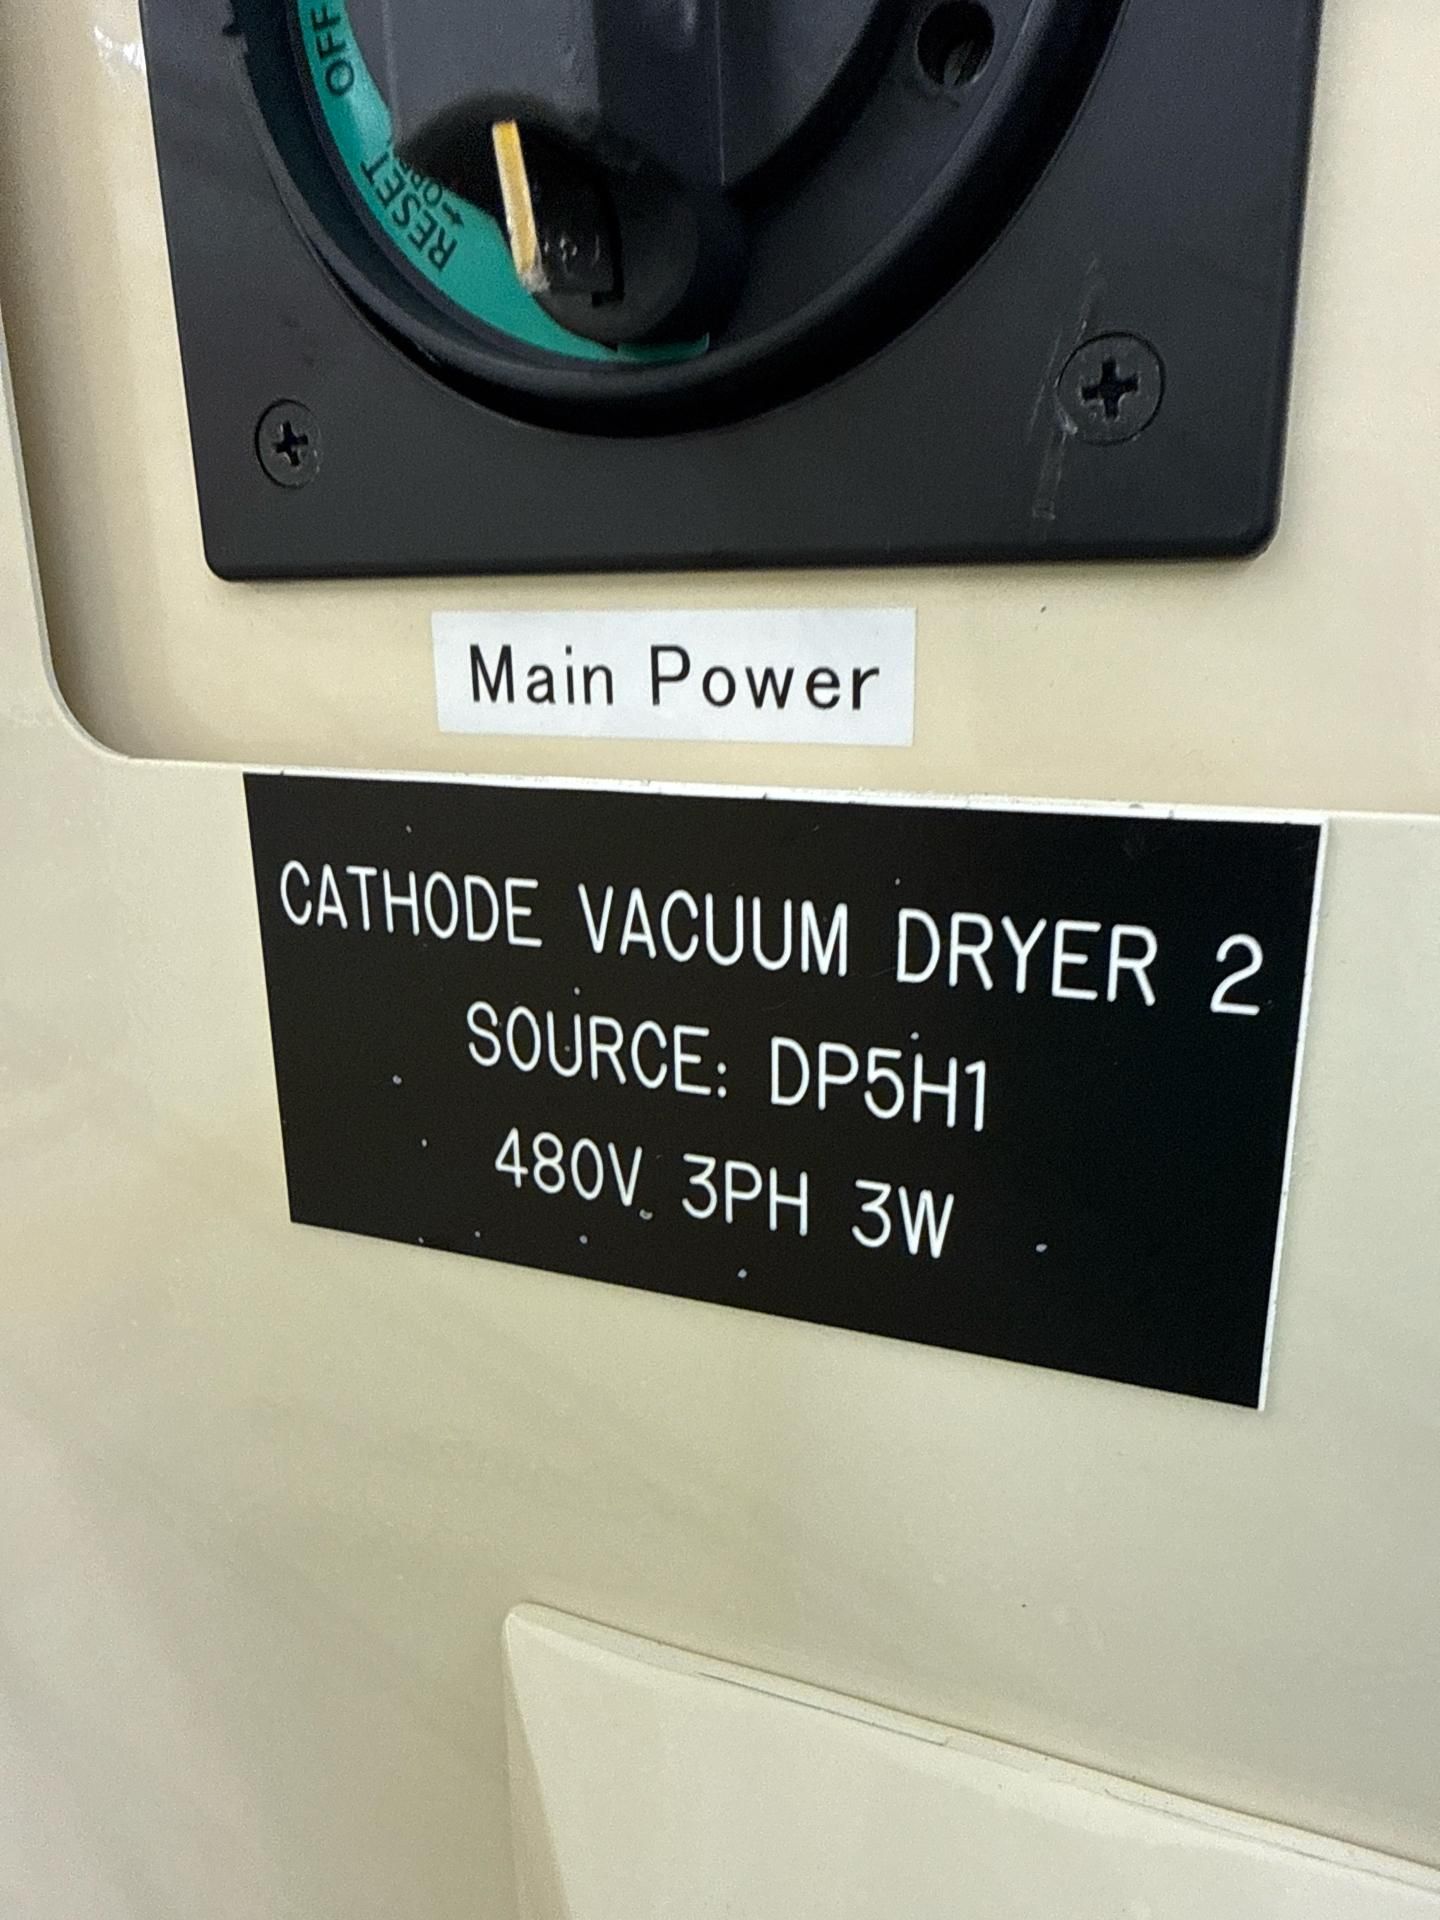 OFF
RESET
Main Power
CATHODE VACUUM DRYER 2
SOURCE: DP5H1
480V 3PH 3W